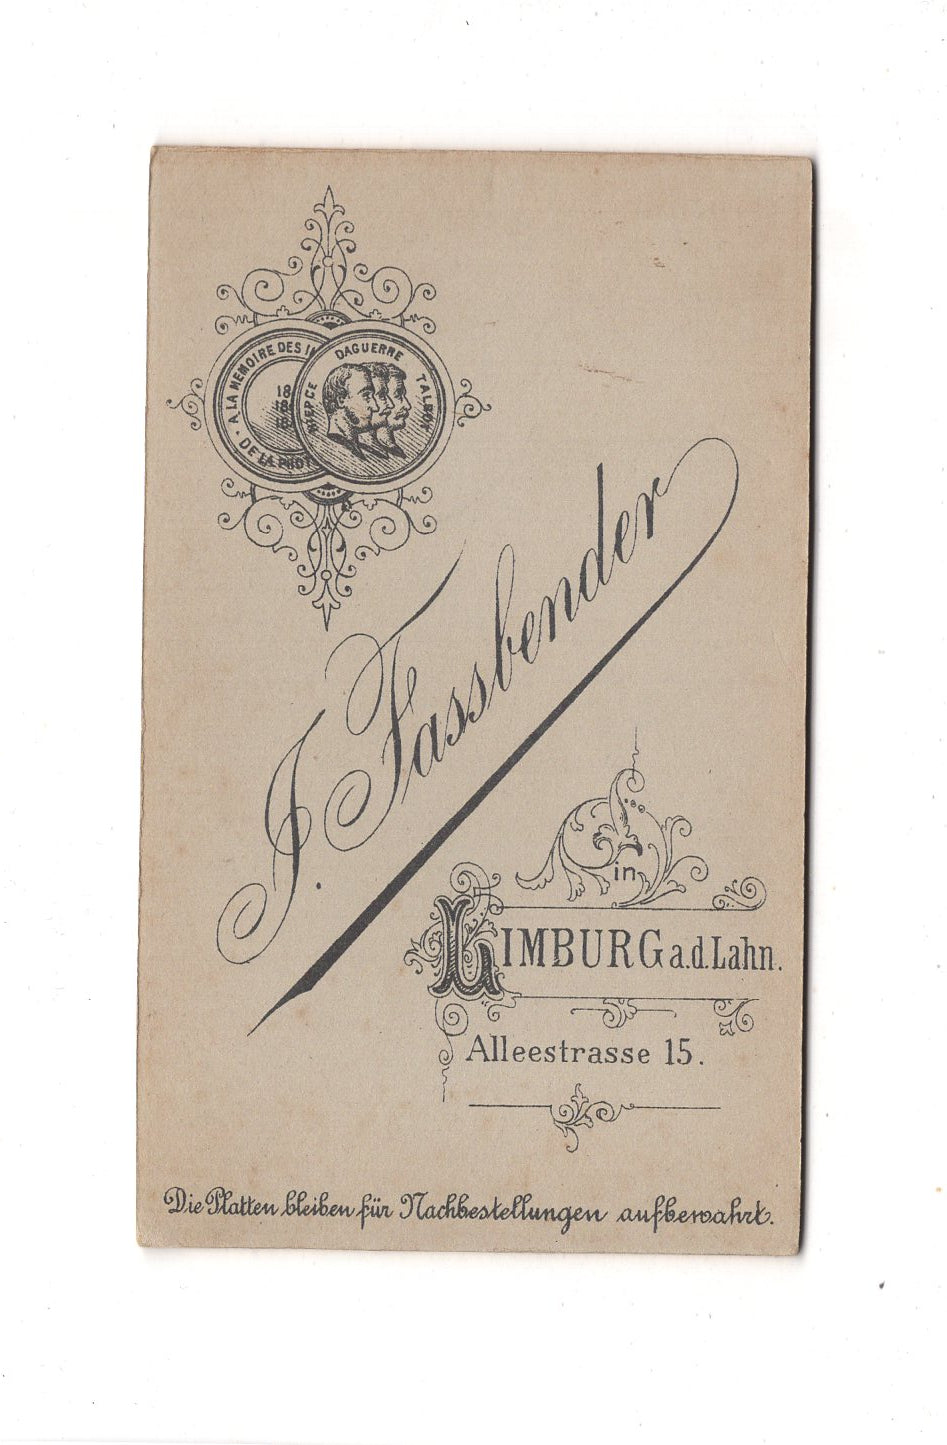 A LA MEMOIRE DES
DE LA PHOT
18
18
18
NIEPCE DAGUERRE TALBOT
J. Fassbender
in
LIMBURG a.d. Lahn.
Alleestrasse 15.
Die Platten bleiben für Nachbestellungen aufbewahrt.